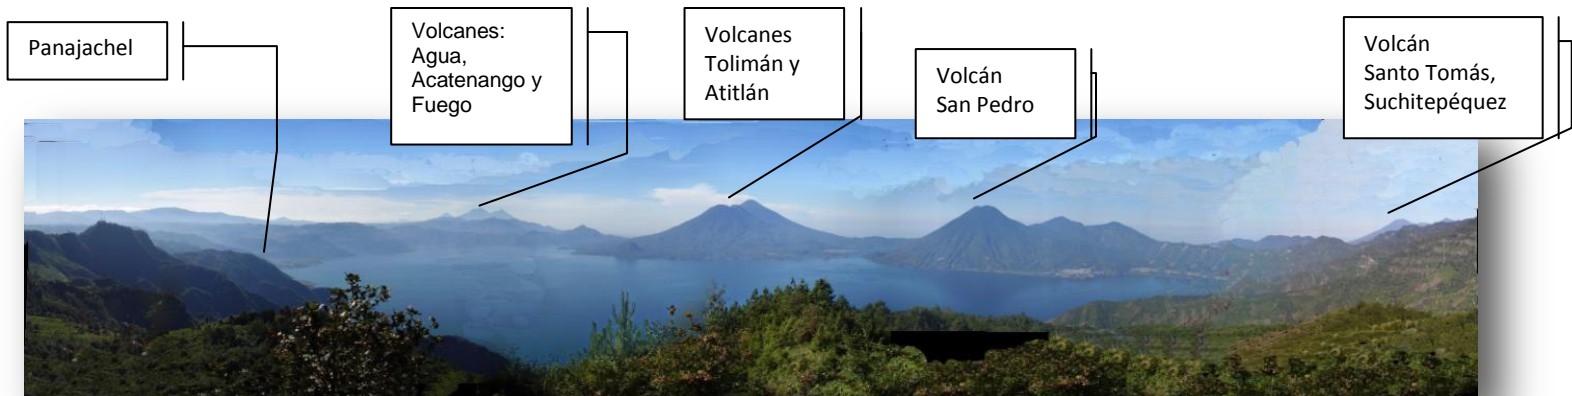 Panajachel
Volcanes:
Agua,
Acatenango y
Fuego
Volcanes
Tolimán y
Atitlán
Volcán
San Pedro
Volcán
Santo Tomás,
Suchitepéquez